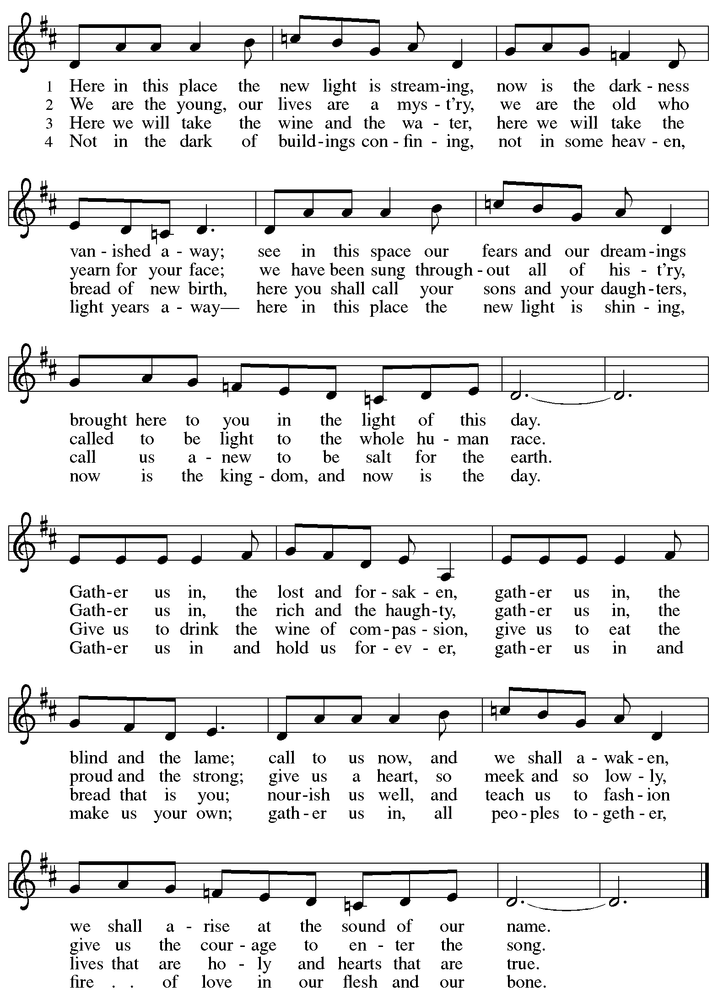 1 Here in this place the new light is stream-ing, now is the dark - ness
2 We are the young, our lives are a mys - t’ry, we are the old who
3 Here we will take the wine and the wa - ter, here we will take the
4 Not in the dark of build-ings con - fin - ing, not in some heav - en,
van - ished a - way; see in this space our fears and our dream-ings
yearn for your face; we have been sung through - out all of his - t’ry,
bread of new birth, here you shall call your sons and your daugh-ters,
light years a - way— here in this place the new light is shin - ing,
brought here to you in the light of this day.
called to be light to the whole hu - man race.
call us a - new to be salt for the earth.
now is the king - dom, and now is the day.
Gath-er us in, the lost and for - sak - en, gath-er us in, the
Gath-er us in, the rich and the haugh-ty, gath-er us in, the
Give us to drink the wine of com-pas - sion, give us to eat the
Gath-er us in and hold us for - ev - er, gath-er us in and
blind and the lame; call to us now, and we shall a - wak - en,
proud and the strong; give us a heart, so meek and so low - ly,
bread that is you; nour-ish us well, and teach us to fash - ion
make us your own; gath - er us in, all peo - ples to - geth - er,
we shall a - rise at the sound of our name.
give us the cour - age to en - ter the song.
lives that are ho - ly and hearts that are true.
fire . . of love in our flesh and our bone.